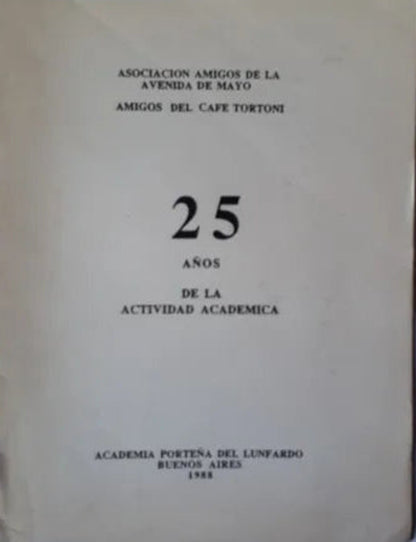 ASOCIACION AMIGOS DE LA
AVENIDA DE MAYO
AMIGOS DEL CAFE TORTONI
25
AÑOS
DE LA
ACTIVIDAD ACADEMICA
ACADEMIA PORTEÑA DEL LUNFARDO
BUENOS AIRES
1988